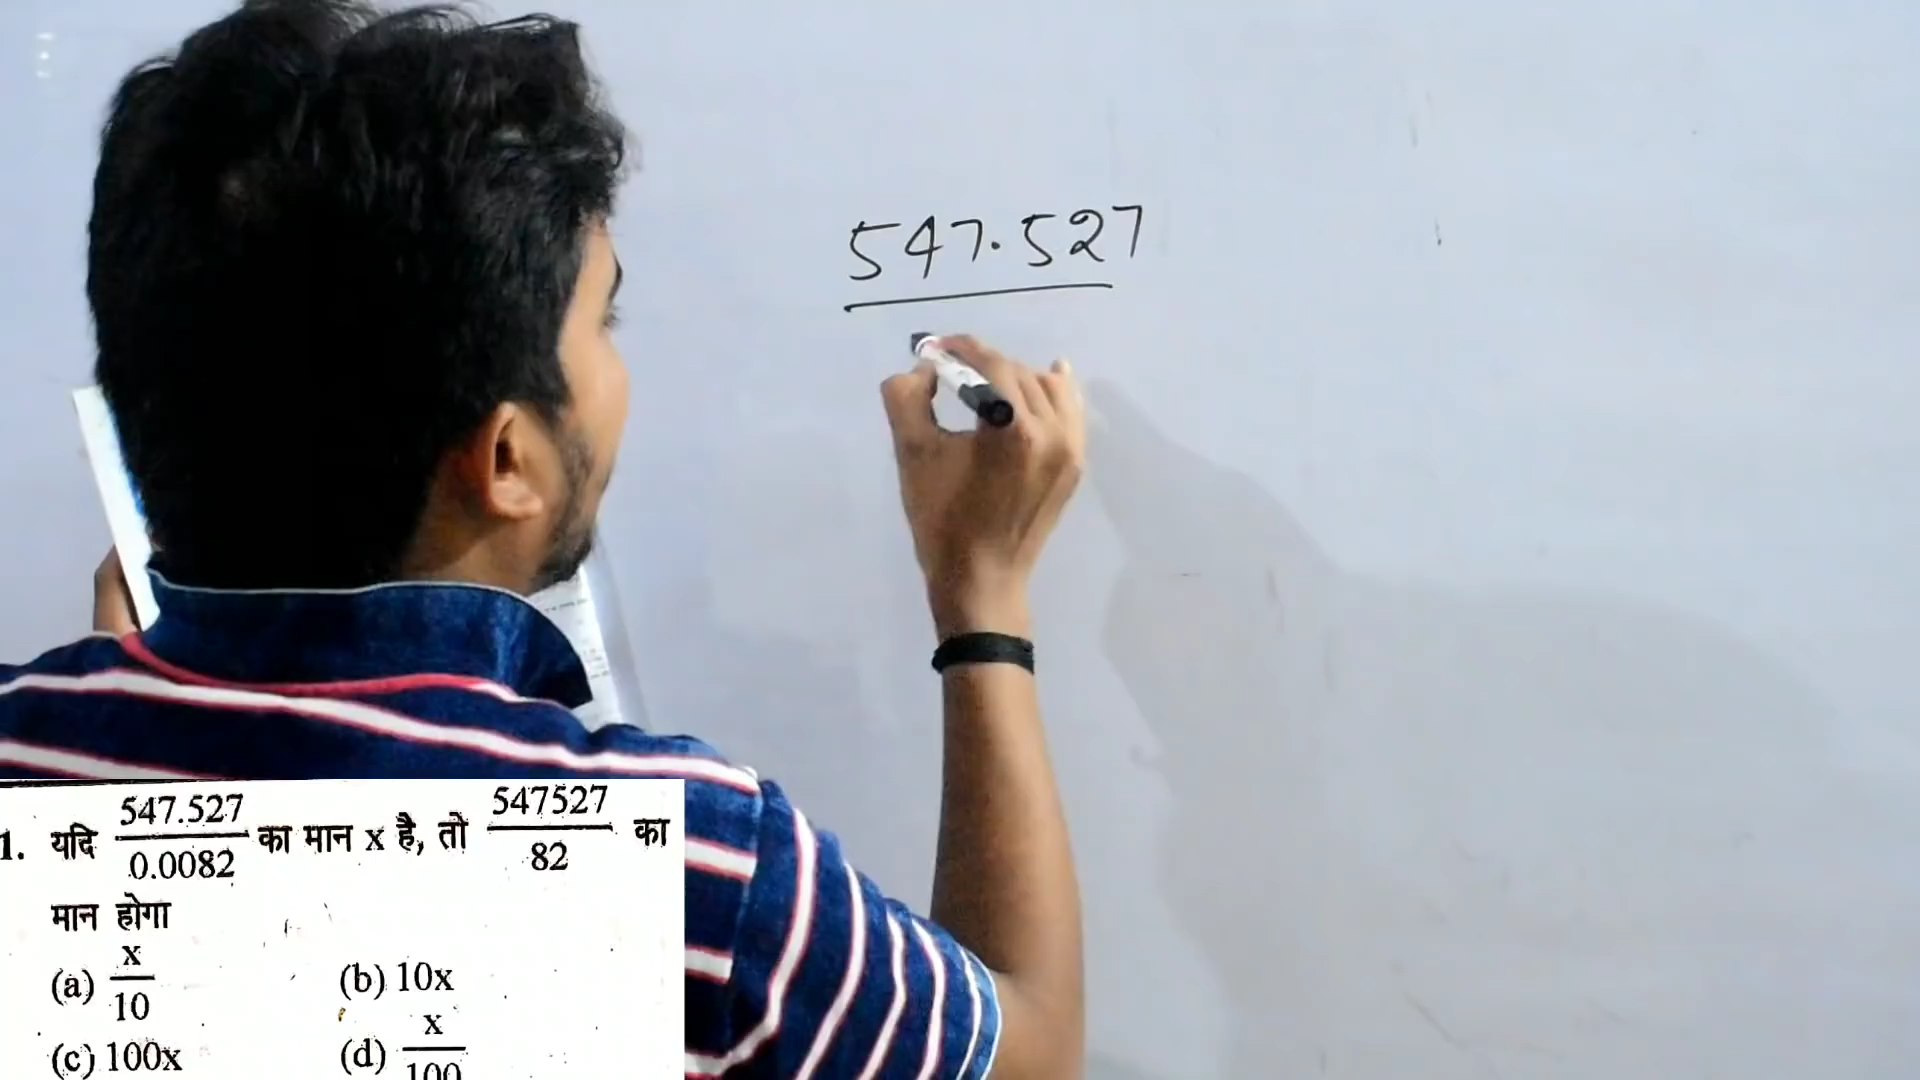 547.527
1. यदि 547.527/0.0082 का मान x है, तो 547527/82 का
मान होगा
(a) x/10 (b) 10x
(c) 100x (d) x/100